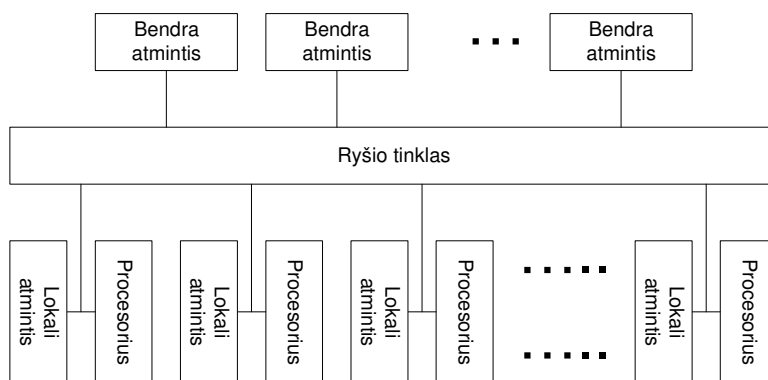 Bendra
atmintis
Bendra
atmintis
Bendra
atmintis
Ryšio tinklas
Lokali
atmintis
Procesorius
Lokali
atmintis
Procesorius
Lokali
atmintis
Procesorius
Lokali
atmintis
Procesorius